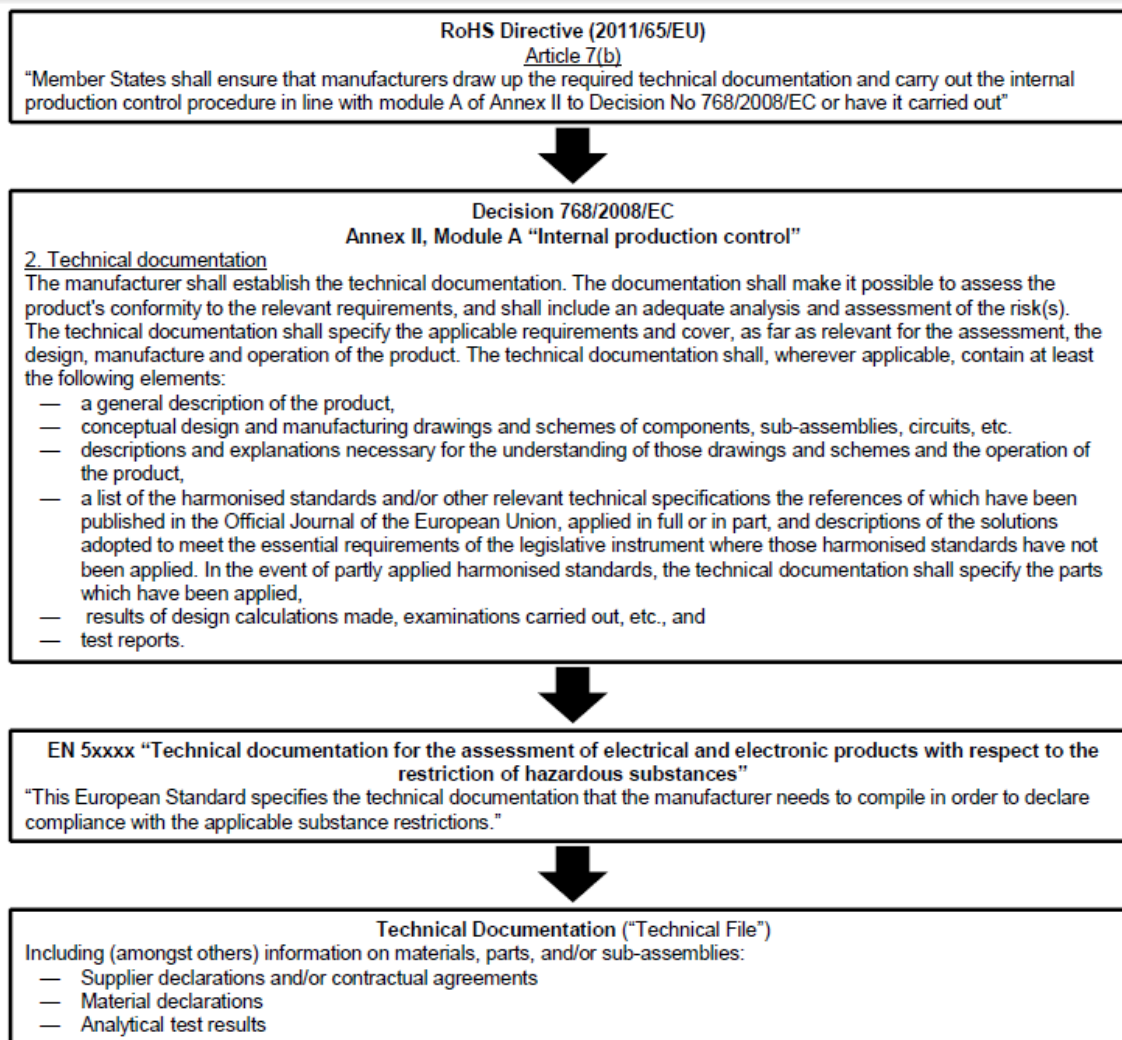 RoHS Directive (2011/65/EU)
Article 7(b)
“Member States shall ensure that manufacturers draw up the required technical documentation and carry out the internal
production control procedure in line with module A of Annex II to Decision No 768/2008/EC or have it carried out”
Decision 768/2008/EC
Annex II, Module A “Internal production control”
2. Technical documentation
The manufacturer shall establish the technical documentation. The documentation shall make it possible to assess the
product's conformity to the relevant requirements, and shall include an adequate analysis and assessment of the risk(s).
The technical documentation shall specify the applicable requirements and cover, as far as relevant for the assessment, the
design, manufacture and operation of the product. The technical documentation shall, wherever applicable, contain at least
the following elements:
— a general description of the product,
— conceptual design and manufacturing drawings and schemes of components, sub-assemblies, circuits, etc.
— descriptions and explanations necessary for the understanding of those drawings and schemes and the operation of
the product,
— a list of the harmonised standards and/or other relevant technical specifications the references of which have been
published in the Official Journal of the European Union, applied in full or in part, and descriptions of the solutions
adopted to meet the essential requirements of the legislative instrument where those harmonised standards have not
been applied. In the event of partly applied harmonised standards, the technical documentation shall specify the parts
which have been applied,
— results of design calculations made, examinations carried out, etc., and
— test reports.
EN 5xxxx “Technical documentation for the assessment of electrical and electronic products with respect to the
restriction of hazardous substances”
“This European Standard specifies the technical documentation that the manufacturer needs to compile in order to declare
compliance with the applicable substance restrictions.”
Technical Documentation (“Technical File”)
Including (amongst others) information on materials, parts, and/or sub-assemblies:
— Supplier declarations and/or contractual agreements
— Material declarations
— Analytical test results